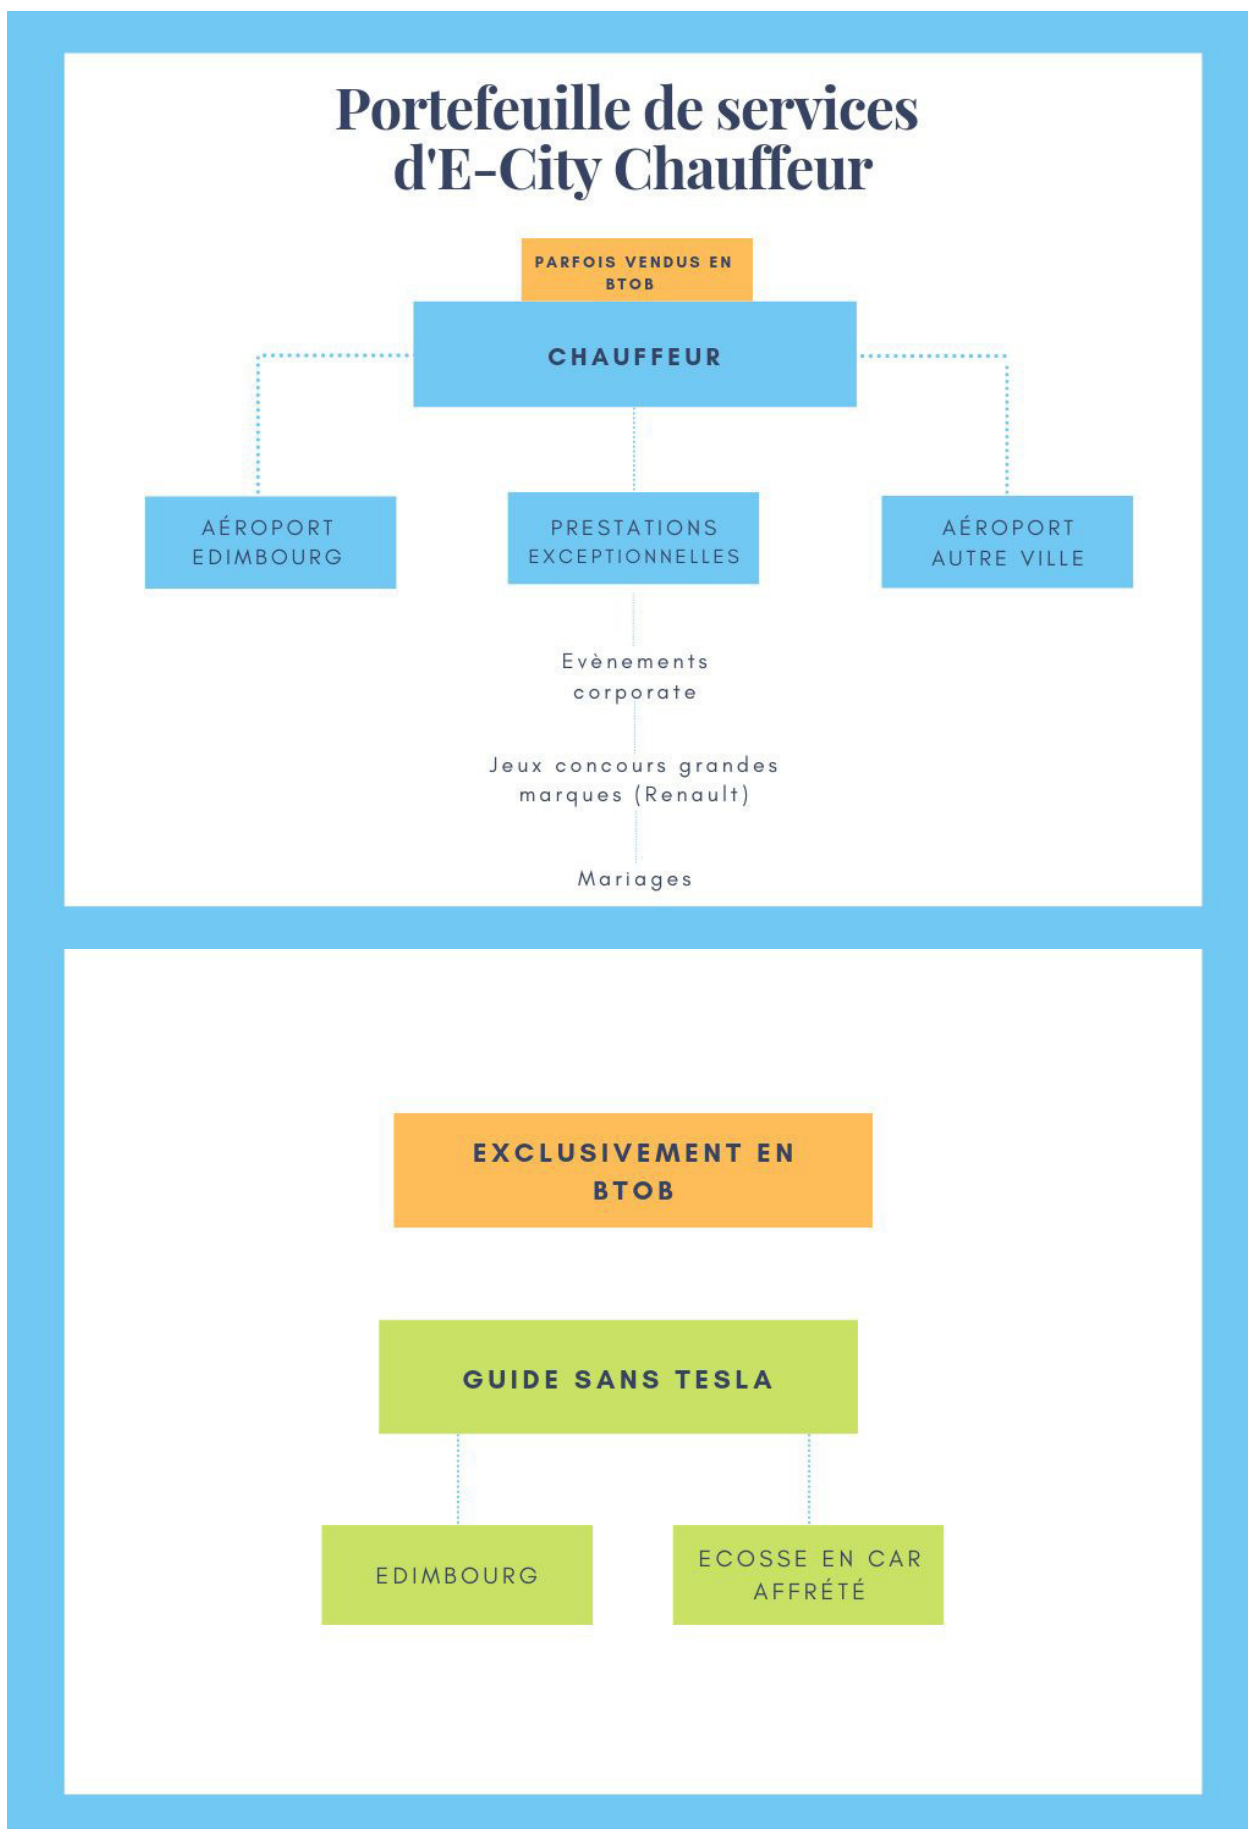 Portefeuille de services
d'E-City Chauffeur
PARFOIS VENDUS EN
BTOB
CHAUFFEUR
AÉROPORT
EDIMBOURG
PRESTATIONS
EXCEPTIONNELLES
AÉROPORT
AUTRE VILLE
Evènements
corporate
Jeux concours grandes
marques (Renault)
Mariages
EXCLUSIVEMENT EN
BTOB
GUIDE SANS TESLA
EDIMBOURG
ECOSSE EN CAR
AFFRÉTÉ